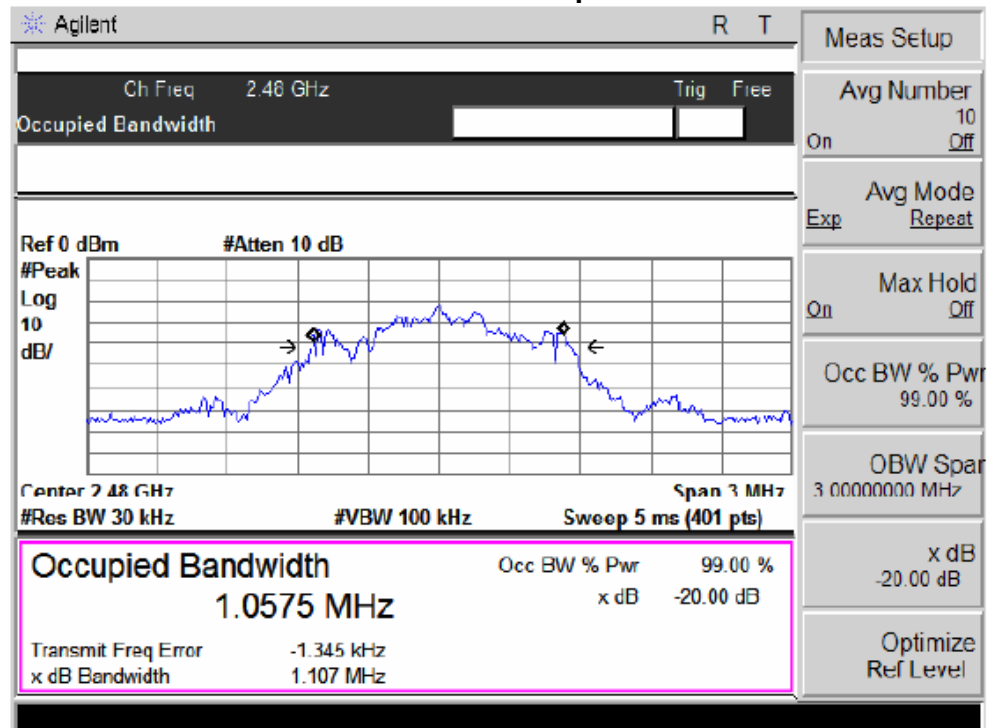 Agilent R T
Meas Setup
Ch Freq 2.48 GHz Trig Free
Occupied Bandwidth
Avg Number
10
On Off
Avg Mode
Exp Repeat
Ref 0 dBm #Atten 10 dB
#Peak
Log
10
dB/
Max Hold
On Off
Occ BW % Pwr
99.00 %
Center 2.48 GHz Span 3 MHz
#Res BW 30 kHz #VBW 100 kHz Sweep 5 ms (401 pts)
OBW Span
3.00000000 MHz
Occupied Bandwidth Occ BW % Pwr 99.00 %
1.0575 MHz x dB -20.00 dB
Transmit Freq Error -1.345 kHz
x dB Bandwidth 1.107 MHz
x dB
-20.00 dB
Optimize
Ref Level